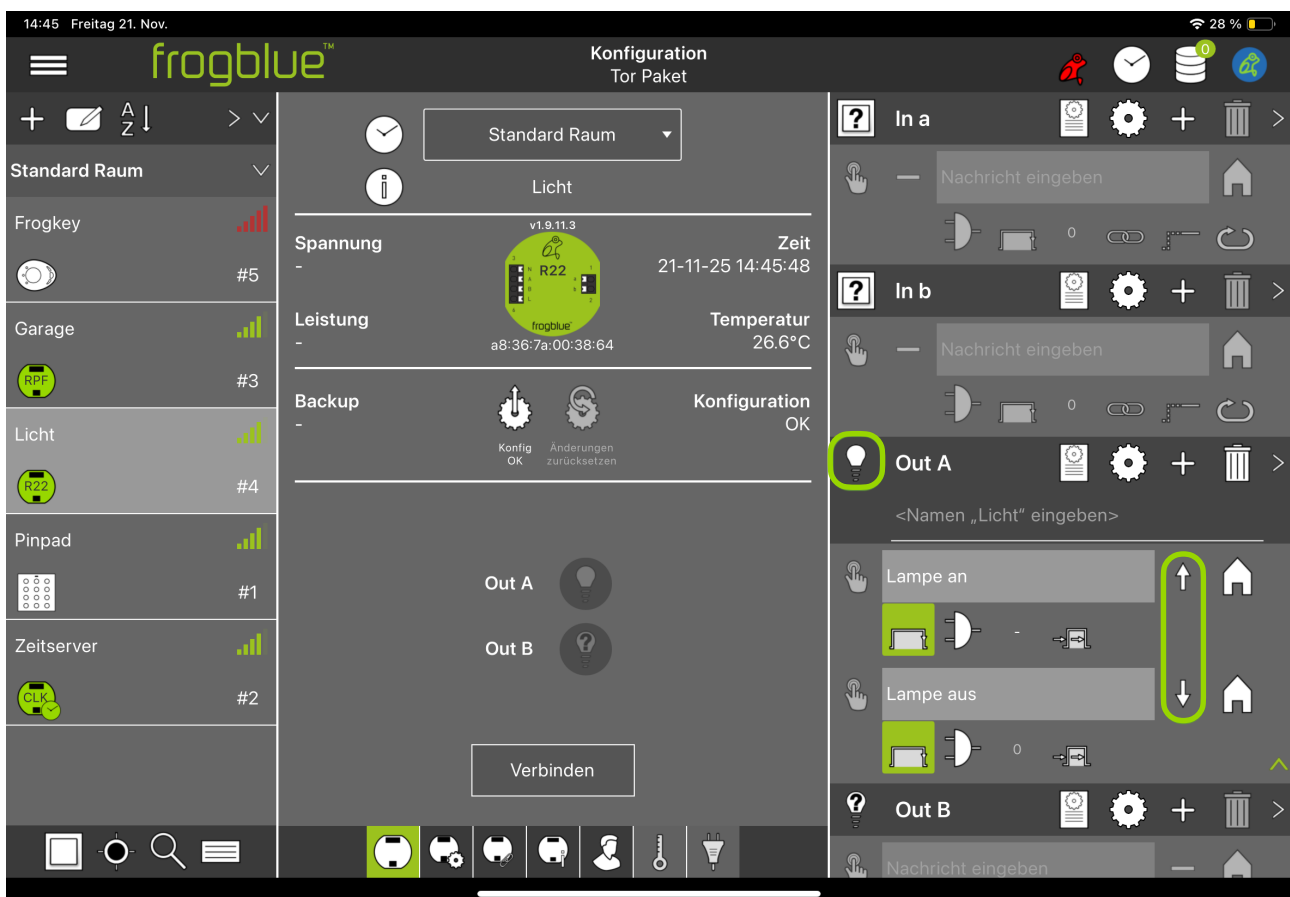 14:45 Freitag 21. Nov.
28 %
frogblue™
Konfiguration
Tor Paket
0
A
Z
Standard Raum
Frogkey
#5
Garage
RPF
#3
Licht
R22
#4
Pinpad
#1
Zeitserver
CLK
#2
Standard Raum
Licht
v1.9.11.3
Spannung
-
Zeit
21-11-25 14:45:48
R22
frogblue
Leistung
-
Temperatur
26.6°C
a8:36:7a:00:38:64
Backup
-
Konfiguration
OK
Konfig
OK
Änderungen
zurücksetzen
Out A
Out B
Verbinden
In a
Nachricht eingeben
0
In b
Nachricht eingeben
0
Out A
<Namen „Licht" eingeben>
Lampe an
-
Lampe aus
0
Out B
Nachricht eingeben